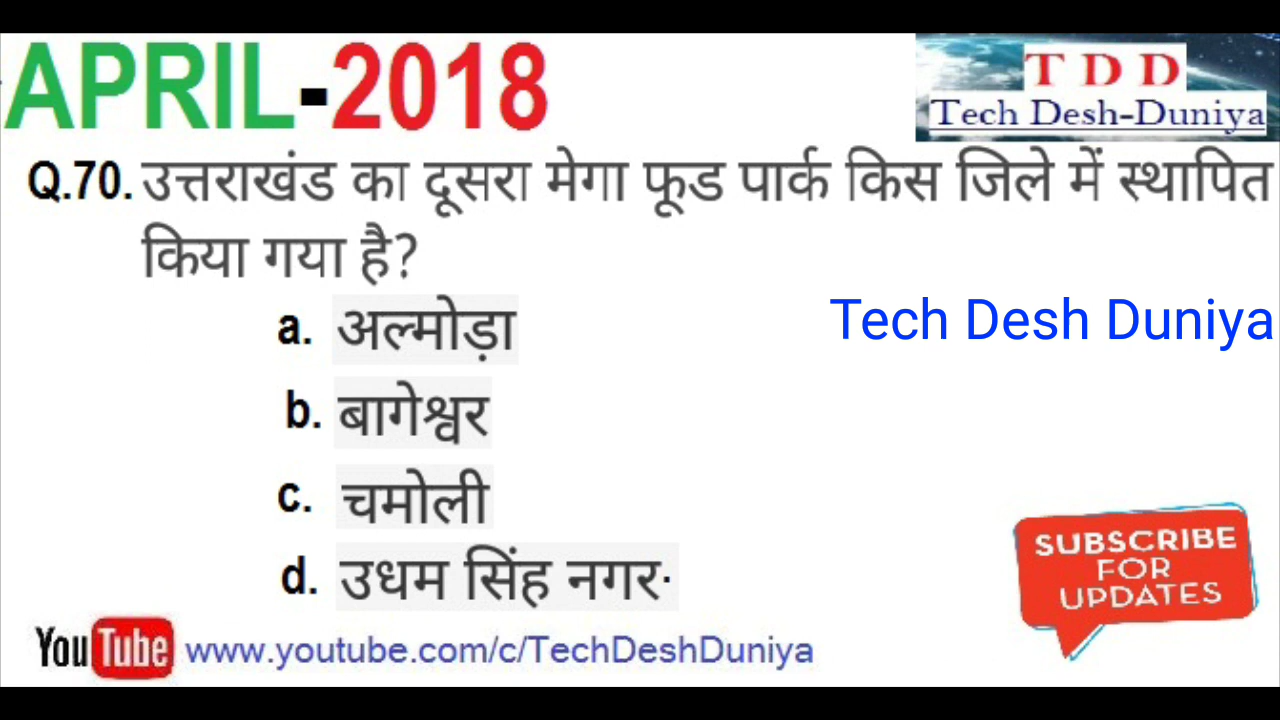 APRIL-2018
T D D
Tech Desh-Duniya
Q.70. उत्तराखंड का दूसरा मेगा फूड पार्क किस जिले में स्थापित
किया गया है?
a. अल्मोड़ा
Tech Desh Duniya
b. बागेश्वर
c. चमोली
d. उधम सिंह नगर·
SUBSCRIBE
FOR
UPDATES
YouTube www.youtube.com/c/TechDeshDuniya